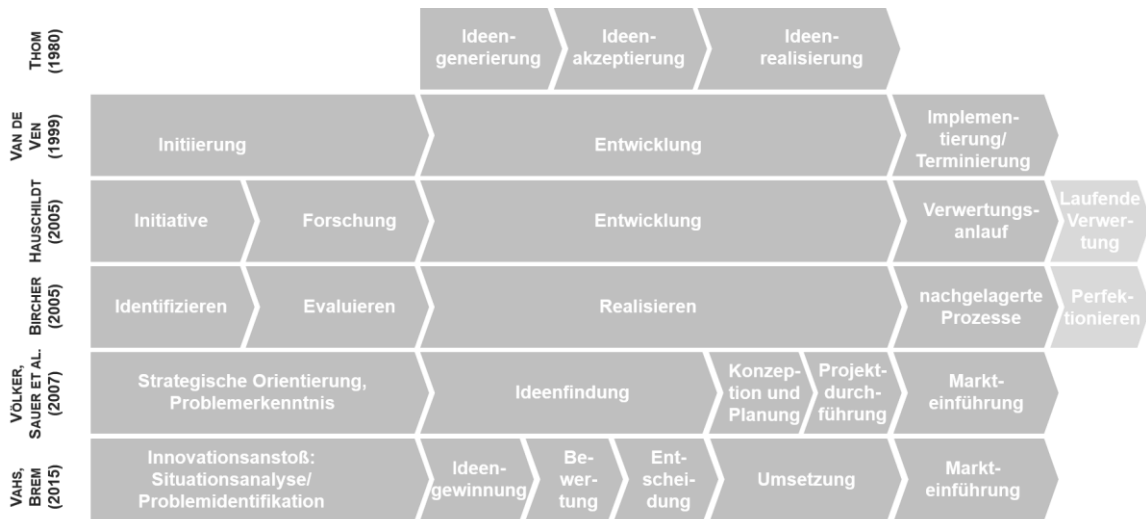 THOM
(1980)
Ideen-
generierung
Ideen-
akzeptierung
Ideen-
realisierung
VAN DE
VEN
(1999)
Initiierung
Entwicklung
Implemen-
tierung/
Terminierung
HAUSCHILDT
(2005)
Initiative
Forschung
Entwicklung
Verwertungs-
anlauf
Laufende
Verwer-
tung
BIRCHER
(2005)
Identifizieren
Evaluieren
Realisieren
nachgelagerte
Prozesse
Perfek-
tionieren
VÖLKER,
SAUER ET AL.
(2007)
Strategische Orientierung,
Problemerkenntnis
Ideenfindung
Konzep-
tion und
Planung
Projekt-
durch-
führung
Markt-
einführung
VAHS,
BREM
(2015)
Innovationsanstoß:
Situationsanalyse/
Problemidentifikation
Ideen-
gewinnung
Be-
wer-
tung
Ent-
schei-
dung
Umsetzung
Markt-
einführung